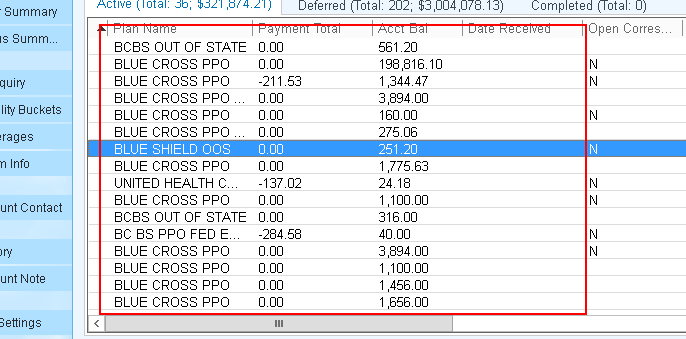 Active (Total: 36; $321,874.21) Deferred (Total: 202; $3,004,078.13) Completed (Total: 0)
Summary
Summ...
Plan Name Payment Total Acct Bal Date Received Open Corres...
BCBS OUT OF STATE 0.00 561.20
BLUE CROSS PPO 0.00 198,816.10 N
BLUE CROSS PPO -211.53 1,344.47 N
BLUE CROSS PPO ... 0.00 3,894.00
BLUE CROSS PPO 0.00 160.00 N
BLUE CROSS PPO ... 0.00 275.06
BLUE SHIELD OOS 0.00 251.20 N
BLUE CROSS PPO 0.00 1,775.63
UNITED HEALTH C... -137.02 24.18 N
BLUE CROSS PPO 0.00 1,100.00 N
BCBS OUT OF STATE 0.00 316.00
BC BS PPO FED E... -284.58 40.00 N
BLUE CROSS PPO 0.00 3,894.00 N
BLUE CROSS PPO 0.00 1,100.00
BLUE CROSS PPO 0.00 1,456.00
BLUE CROSS PPO 0.00 1,656.00
quiry
lity Buckets
erages
m Info
unt Contact
ory
unt Note
Settings